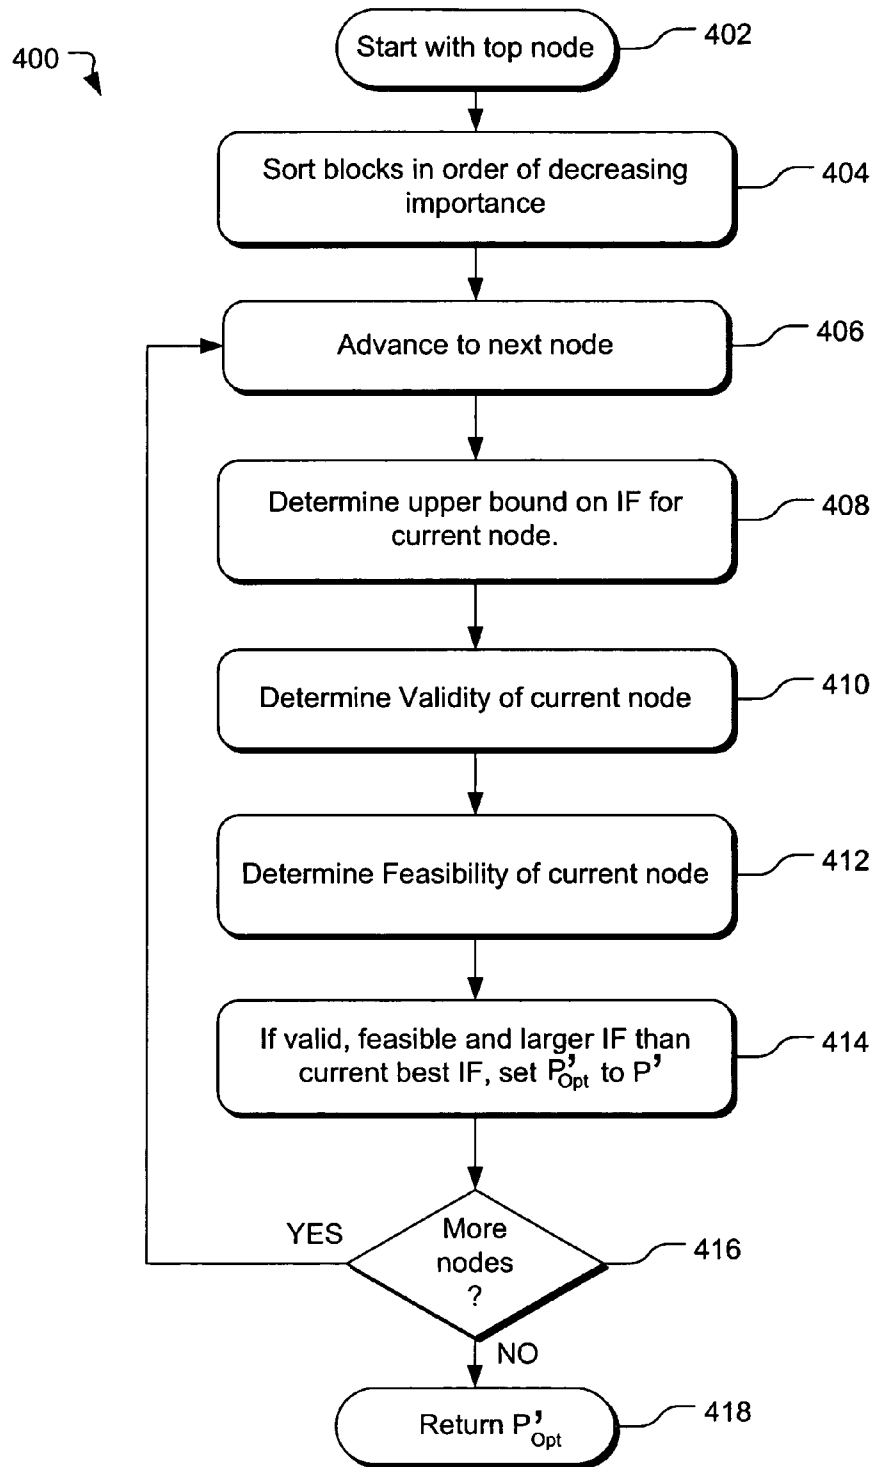 400
Start with top node
402
Sort blocks in order of decreasing
importance
404
Advance to next node
406
Determine upper bound on IF for
current node.
408
Determine Validity of current node
410
Determine Feasibility of current node
412
If valid, feasible and larger IF than
current best IF, set P'Opt to P'
414
More
nodes
?
416
YES
NO
Return P'Opt
418